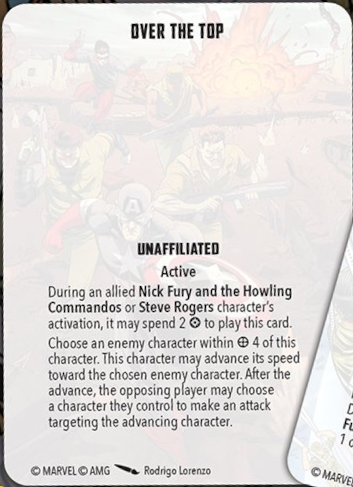 OVER THE TOP
UNAFFILIATED
Active
During an allied Nick Fury and the Howling
Commandos or Steve Rogers character's
activation, it may spend 2 to play this card.
Choose an enemy character within 4 of this
character. This character may advance its speed
toward the chosen enemy character. After the
advance, the opposing player may choose
a character they control to make an attack
targeting the advancing character.
© MARVEL © AMG Rodrigo Lorenzo
1 o
© MARVEL